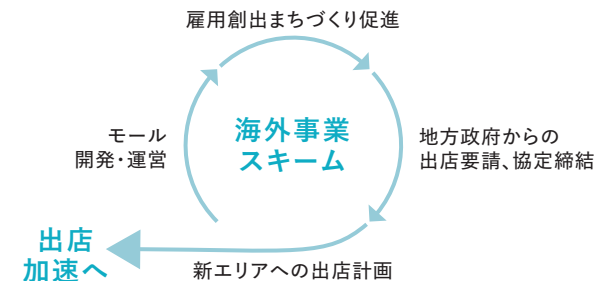 雇用創出まちづくり促進
海外事業
スキーム
モール
開発・運営
地方政府からの
出店要請、協定締結
出店
加速へ
新エリアへの出店計画